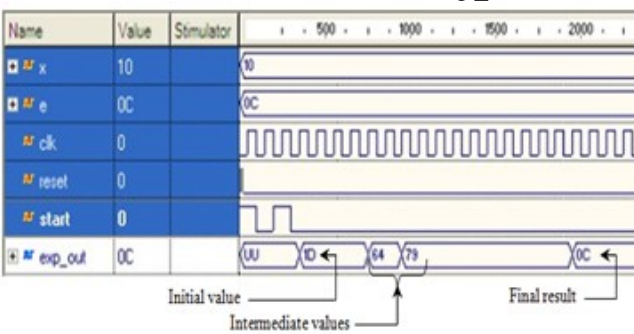 Name Value Stimulator 500 1000 1500 2000
x 10 10
e 0C 0C
clk 0
reset 0
start 0
exp_out 0C UU 1D 64 79 0C
Initial value Final result
Intermediate values